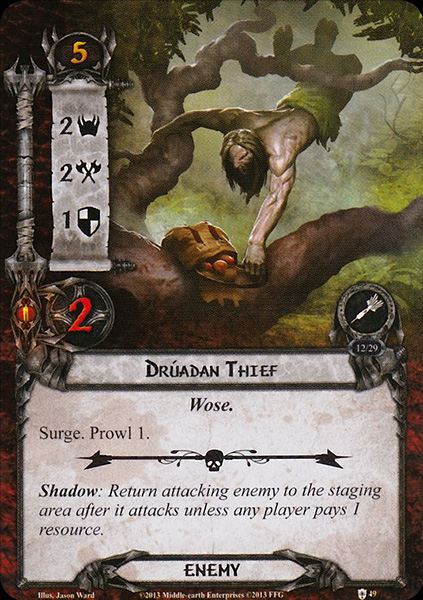 5
2
2
1
2
12/29
DRÚADAN THIEF
Wose.
Surge. Prowl 1.
Shadow: Return attacking enemy to the staging
area after it attacks unless any player pays 1
resource.
ENEMY
Illus. Jason Ward ©2013 Middle-earth Enterprises ©2013 FFG 49